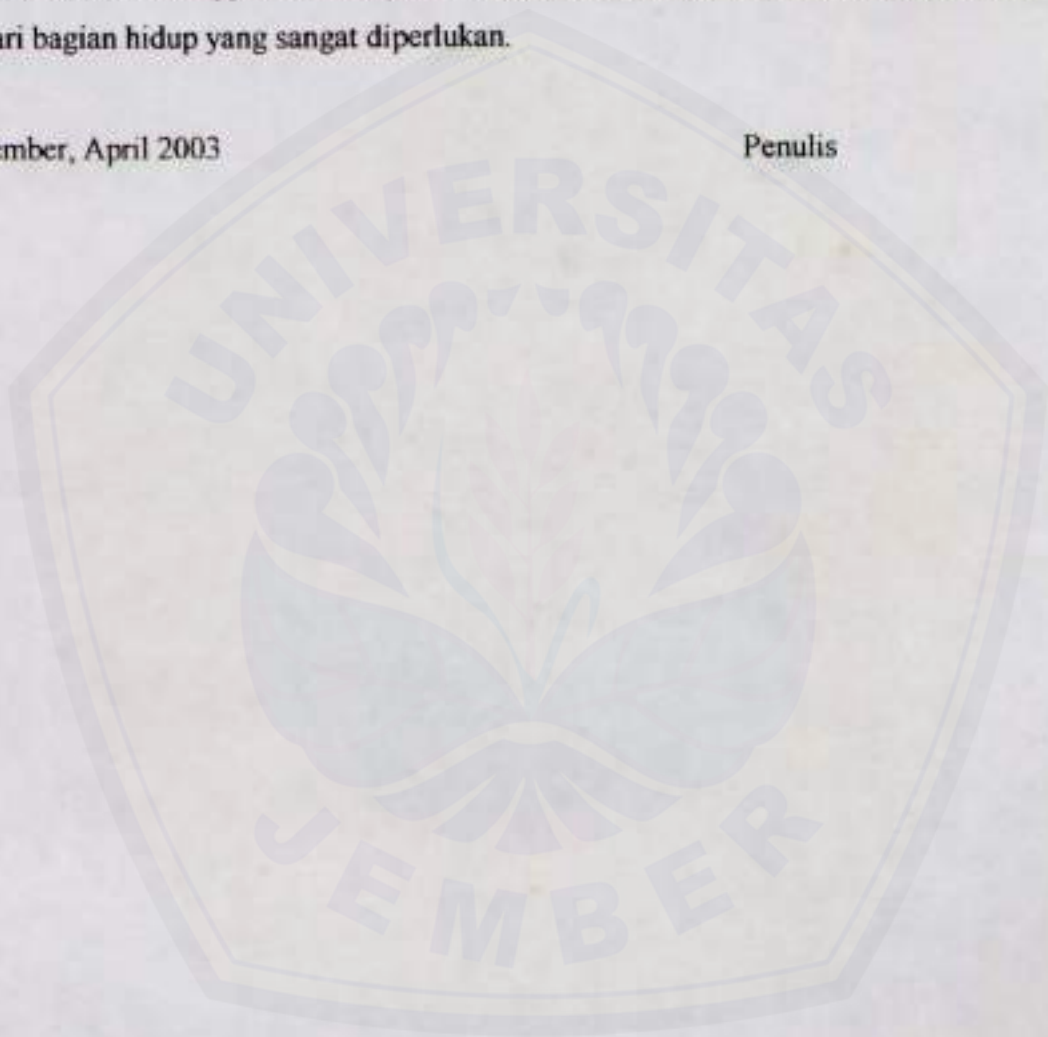 ari bagian hidup yang sangat diperlukan.
ember, April 2003 Penulis
UNIVERSITAS
JEMBER